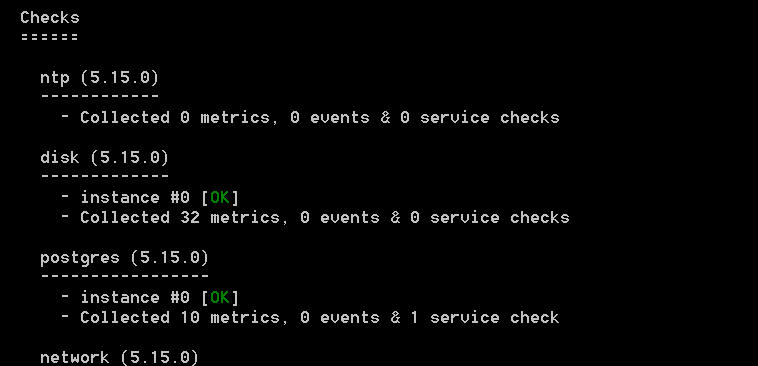 Checks
======
ntp (5.15.0)
------------
- Collected 0 metrics, 0 events & 0 service checks
disk (5.15.0)
-------------
- instance #0 [OK]
- Collected 32 metrics, 0 events & 0 service checks
postgres (5.15.0)
-----------------
- instance #0 [OK]
- Collected 10 metrics, 0 events & 1 service check
network (5.15.0)